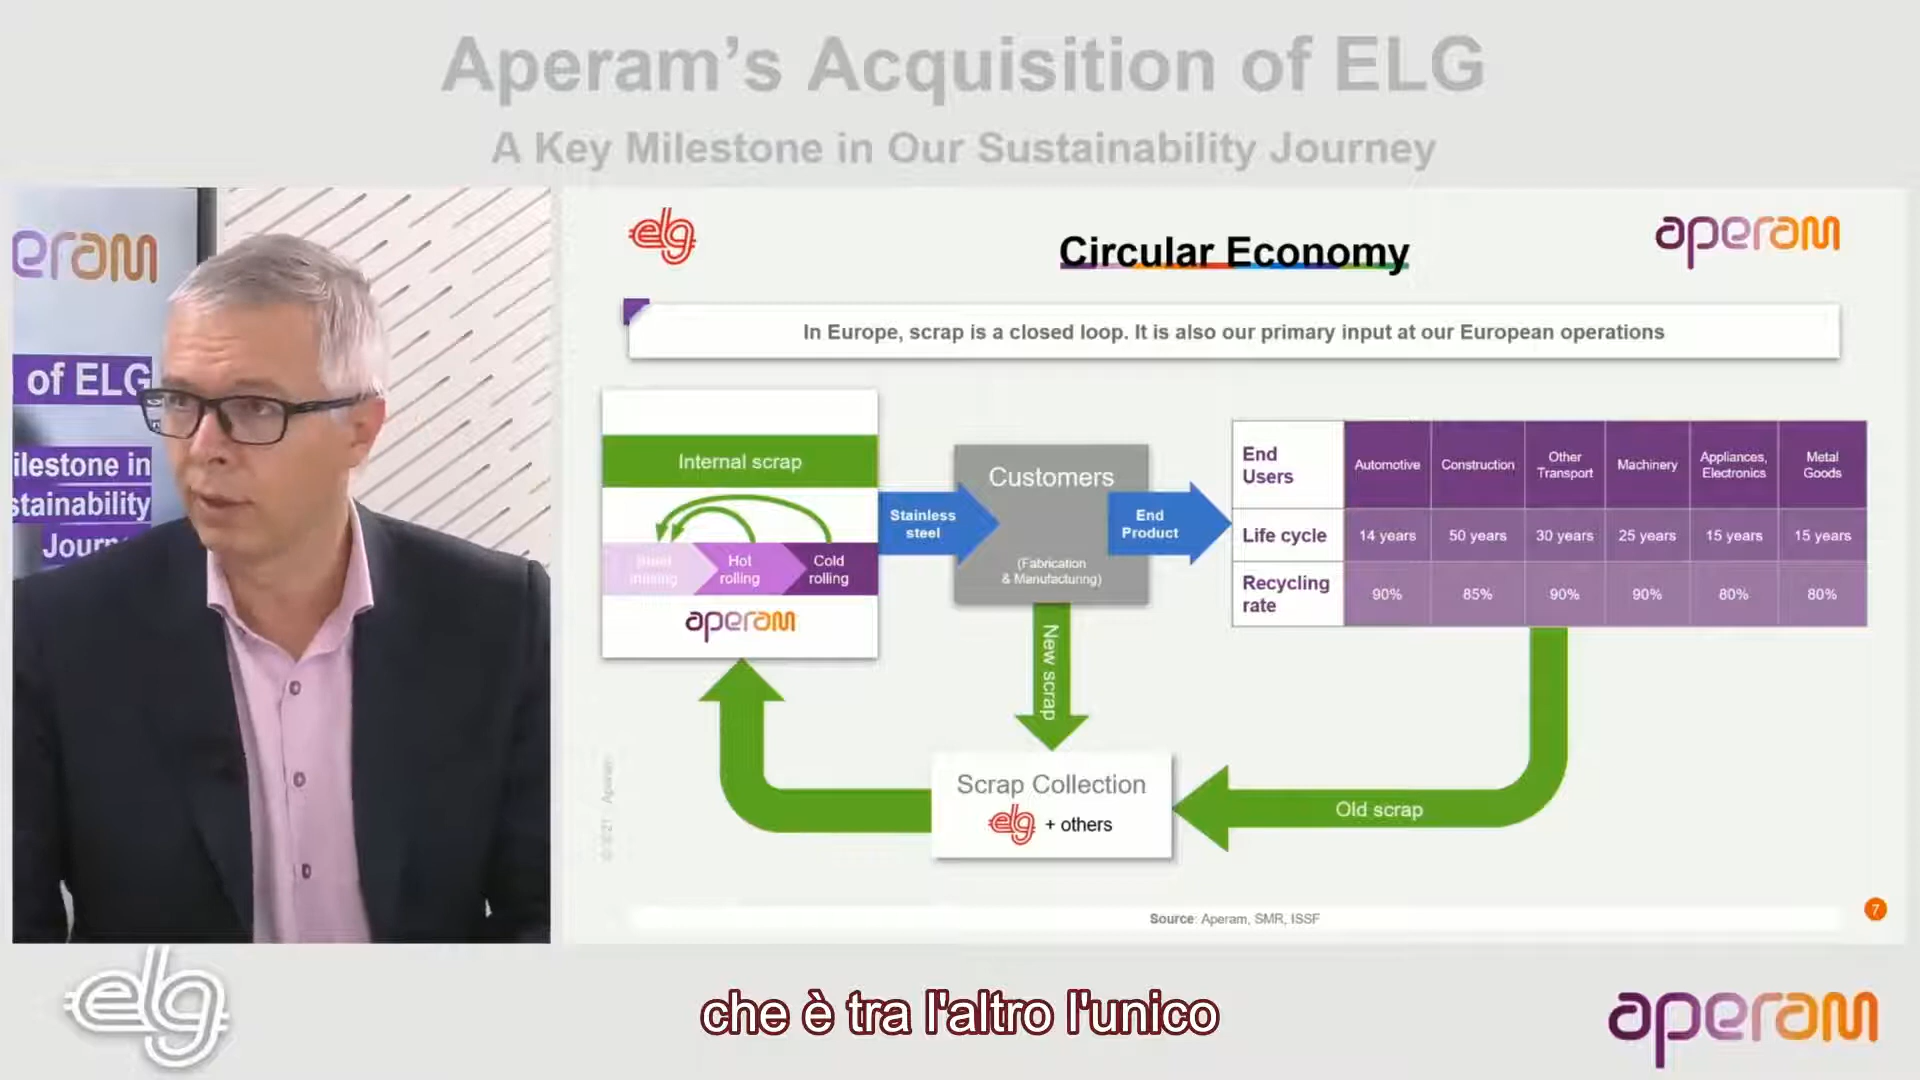 Aperam's Acquisition of ELG
A Key Milestone in Our Sustainability Journey
eram
of ELG
ilestone in
stainability
Journ
elg
Circular Economy
aperam
In Europe, scrap is a closed loop. It is also our primary input at our European operations
Internal scrap
Hot
rolling
Cold
rolling
aperam
Stainless
steel
Customers
(Fabrication
& Manufacturing)
End
Product
End
Users
Automotive
Construction
Other
Transport
Machinery
Appliances,
Electronics
Metal
Goods
Life cycle
14 years
50 years
30 years
25 years
15 years
15 years
Recycling
rate
90%
85%
90%
90%
80%
80%
New scrap
Scrap Collection
elg + others
Old scrap
Source: Aperam, SMR, ISSF
7
elg
che è tra l'altro l'unico
aperam